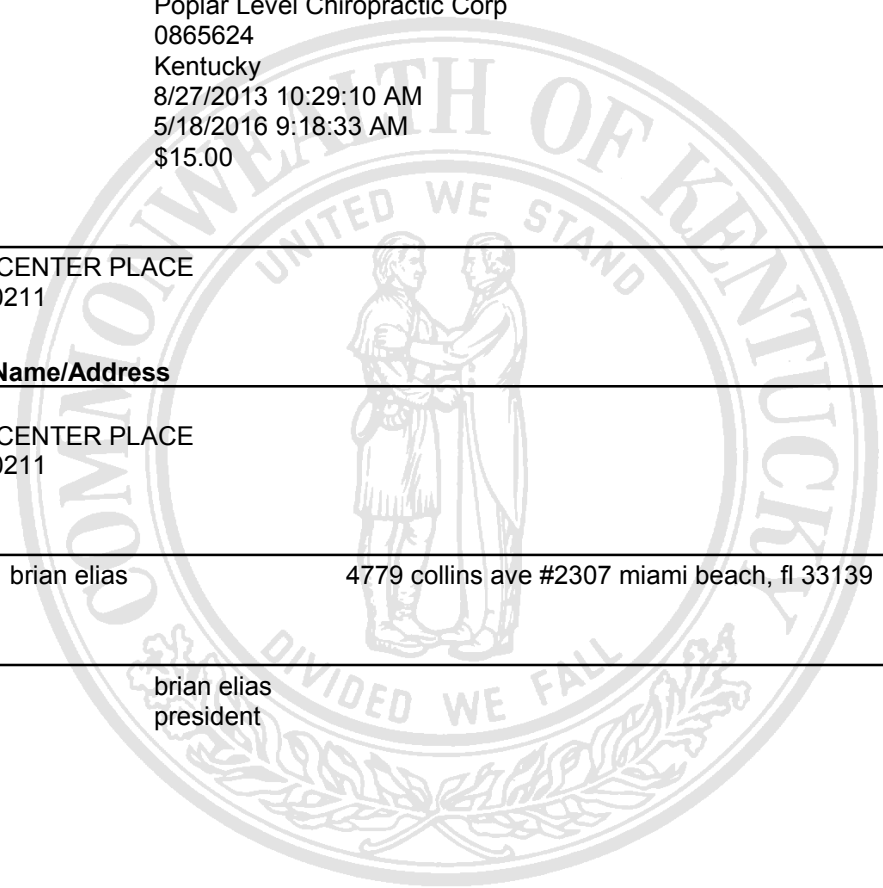 Poplar Level Chiropractic Corp
0865624
Kentucky
8/27/2013 10:29:10 AM
5/18/2016 9:18:33 AM
$15.00
CENTER PLACE
0211
Name/Address
CENTER PLACE
0211
brian elias 4779 collins ave #2307 miami beach, fl 33139
brian elias
president
COMMONWEALTH OF KENTUCKY
UNITED WE STAND
DIVIDED WE FALL